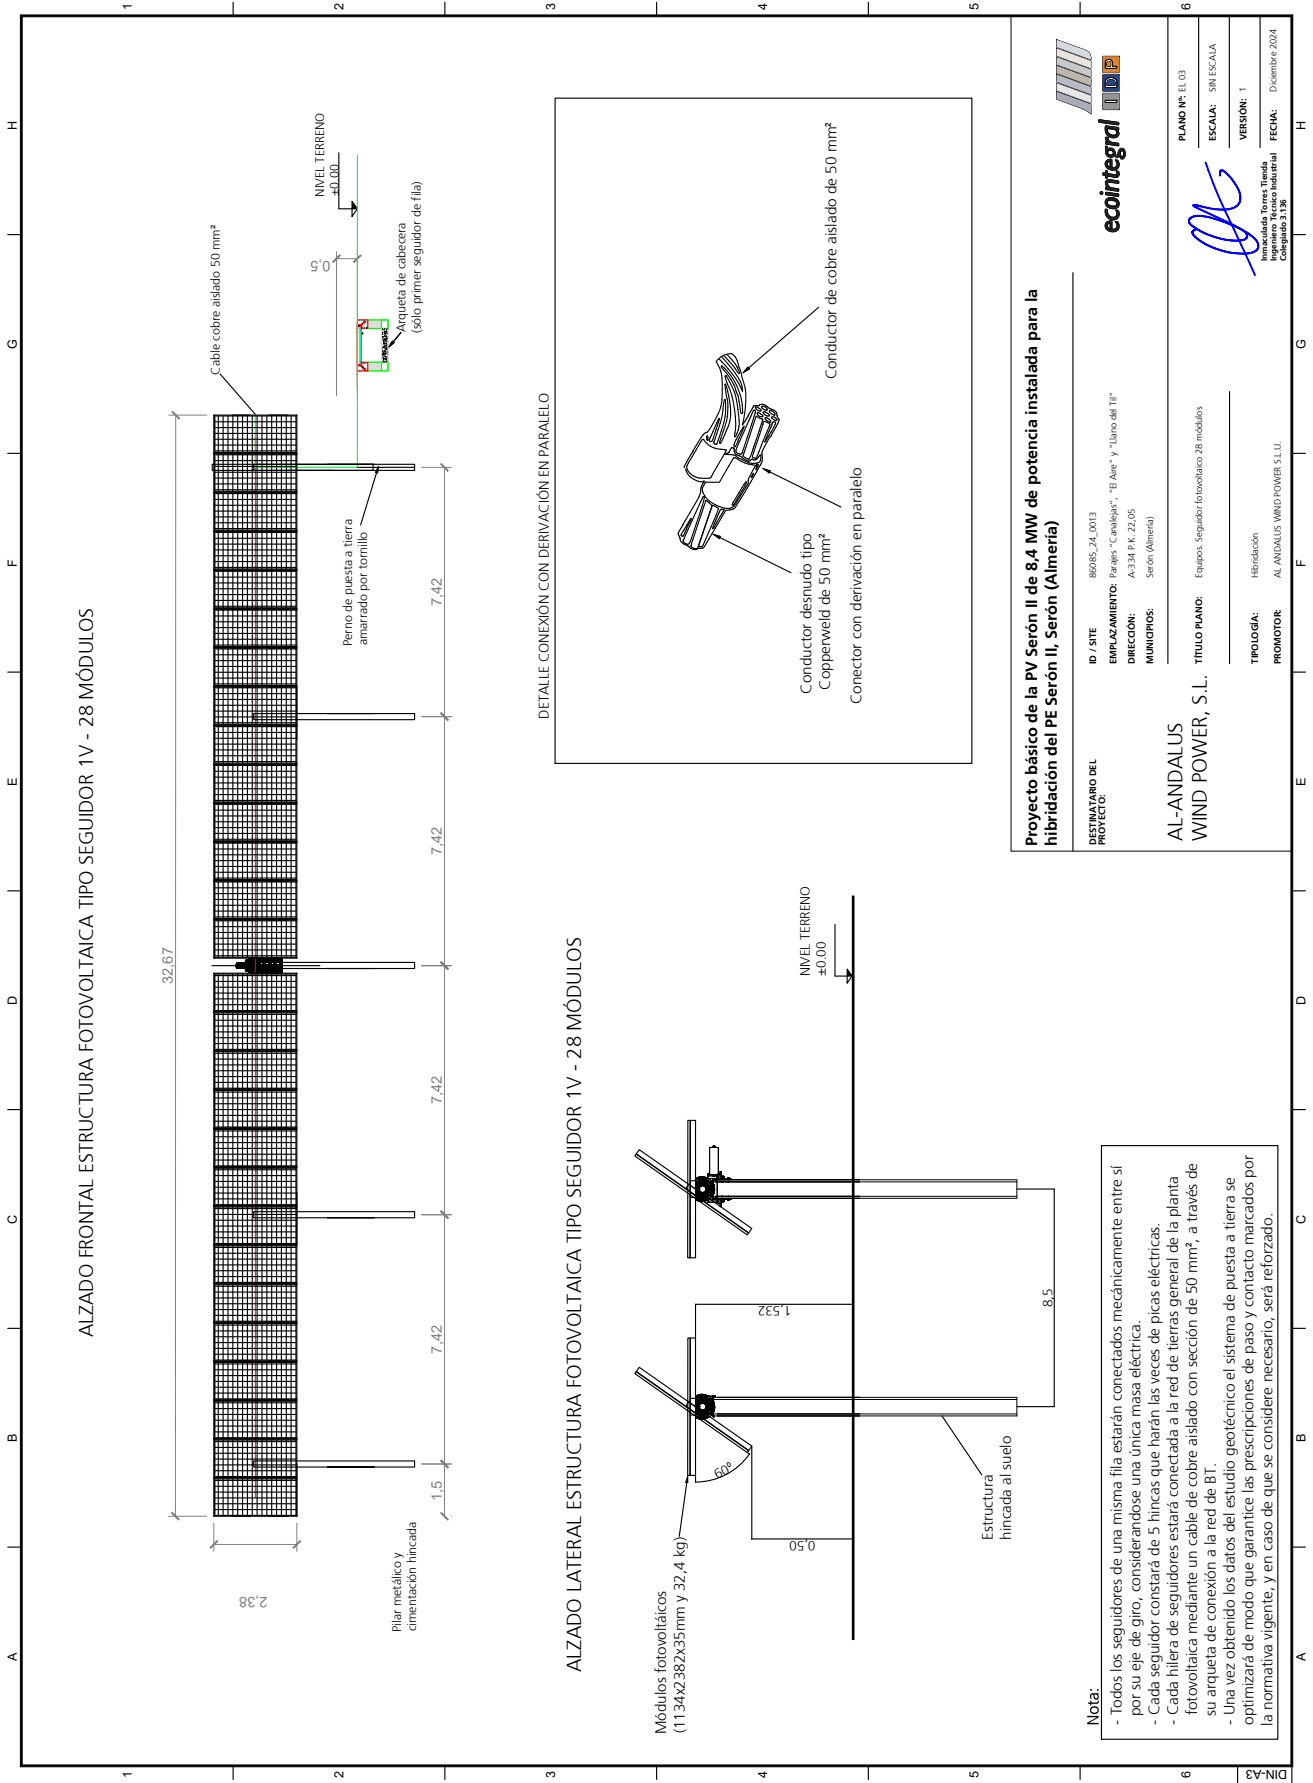 A
B
C
D
E
F
G
H
1
2
3
4
5
6
ALZADO FRONTAL ESTRUCTURA FOTOVOLTAICA TIPO SEGUIDOR 1V - 28 MÓDULOS
32,67
2,38
Cable cobre aislado 50 mm²
NIVEL TERRENO
±0.00
0,5
Arqueta de cabecera
(sólo primer seguidor de fila)
Perno de puesta a tierra
amarrado por tornillo
Pilar metálico y
cimentación hincada
1,5
7,42
7,42
7,42
7,42
ALZADO LATERAL ESTRUCTURA FOTOVOLTAICA TIPO SEGUIDOR 1V - 28 MÓDULOS
Módulos fotovoltáicos
(1134x2382x35mm y 32,4 kg)
60°
0,50
1,532
8,5
NIVEL TERRENO
±0.00
Estructura
hincada al suelo
DETALLE CONEXIÓN CON DERIVACIÓN EN PARALELO
Conductor desnudo tipo
Copperweld de 50 mm²
Conector con derivación en paralelo
Conductor de cobre aislado de 50 mm²
Nota:
- Todos los seguidores de una misma fila estarán conectados mecánicamente entre sí
por su eje de giro, considerandose una única masa eléctrica.
- Cada seguidor constará de 5 hincas que harán las veces de picas eléctricas.
- Cada hilera de seguidores estará conectada a la red de tierras general de la planta
fotovoltaica mediante un cable de cobre aislado con sección de 50 mm², a través de
su arqueta de conexión a la red de BT.
- Una vez obtenido los datos del estudio geotécnico el sistema de puesta a tierra se
optimizará de modo que garantice las prescripciones de paso y contacto marcados por
la normativa vigente, y en caso de que se considere necesario, será reforzado.
Proyecto básico de la PV Serón II de 8,4 MW de potencia instalada para la
hibridación del PE Serón II, Serón (Almería)
ecointegral IDP
DESTINATARIO DEL
PROYECTO:
AL-ANDALUS
WIND POWER, S.L.
ID / SITE 86085_24_0013
EMPLAZAMIENTO: Parajes "Canalejas", "El Aire" y "Llano del Til"
DIRECCIÓN: A-334 P.K. 22,05
MUNICIPIOS: Serón (Almería)
TÍTULO PLANO: Equipos. Seguidor fotovoltaico 28 módulos
TIPOLOGÍA: Hibridación
PROMOTOR: AL ANDALUS WIND POWER S.L.U.
Inmaculada Torres Tienda
Ingeniero Técnico Industrial
Colegiado 3.136
PLANO Nº: EL 03
ESCALA: SIN ESCALA
VERSIÓN: 1
FECHA: Diciembre 2024
A
B
C
D
E
F
G
H
1
2
3
4
5
6
DIN-A3